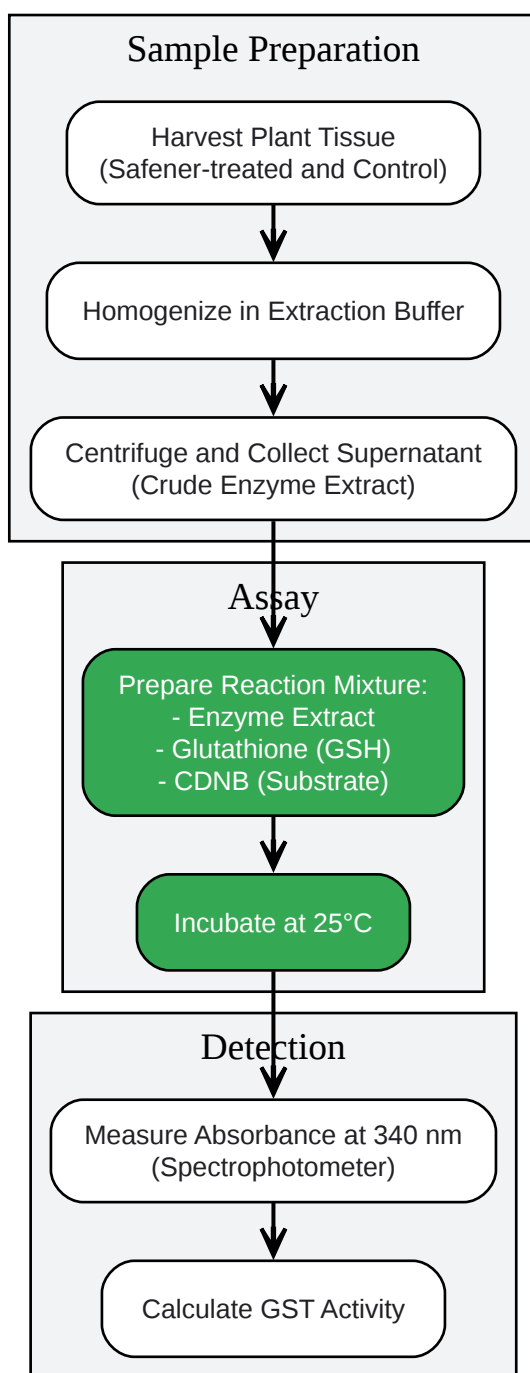 Sample Preparation
Harvest Plant Tissue
(Safener-treated and Control)
Homogenize in Extraction Buffer
Centrifuge and Collect Supernatant
(Crude Enzyme Extract)
Assay
Prepare Reaction Mixture:
- Enzyme Extract
- Glutathione (GSH)
- CDNB (Substrate)
Incubate at 25°C
Detection
Measure Absorbance at 340 nm
(Spectrophotometer)
Calculate GST Activity